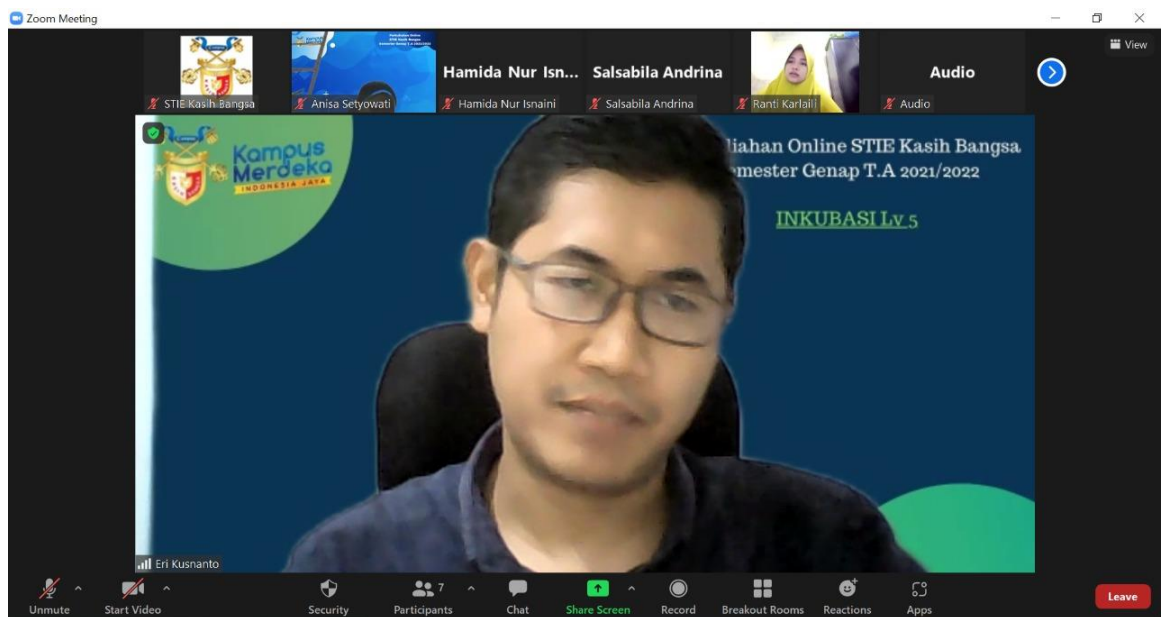 Zoom Meeting
View
Hamida Nur Isn...
Salsabila Andrina
Audio
STIE Kasih Bangsa
Anisa Setyowati
Hamida Nur Isnaini
Salsabila Andrina
Ranti Karlaili
Audio
Kampus
Merdeka
INDONESIA JAYA
liahan Online STIE Kasih Bangsa
mester Genap T.A 2021/2022
INKUBASI Lv 5
Eri Kusnanto
7
Unmute
Start Video
Security
Participants
Chat
Share Screen
Record
Breakout Rooms
Reactions
Apps
Leave